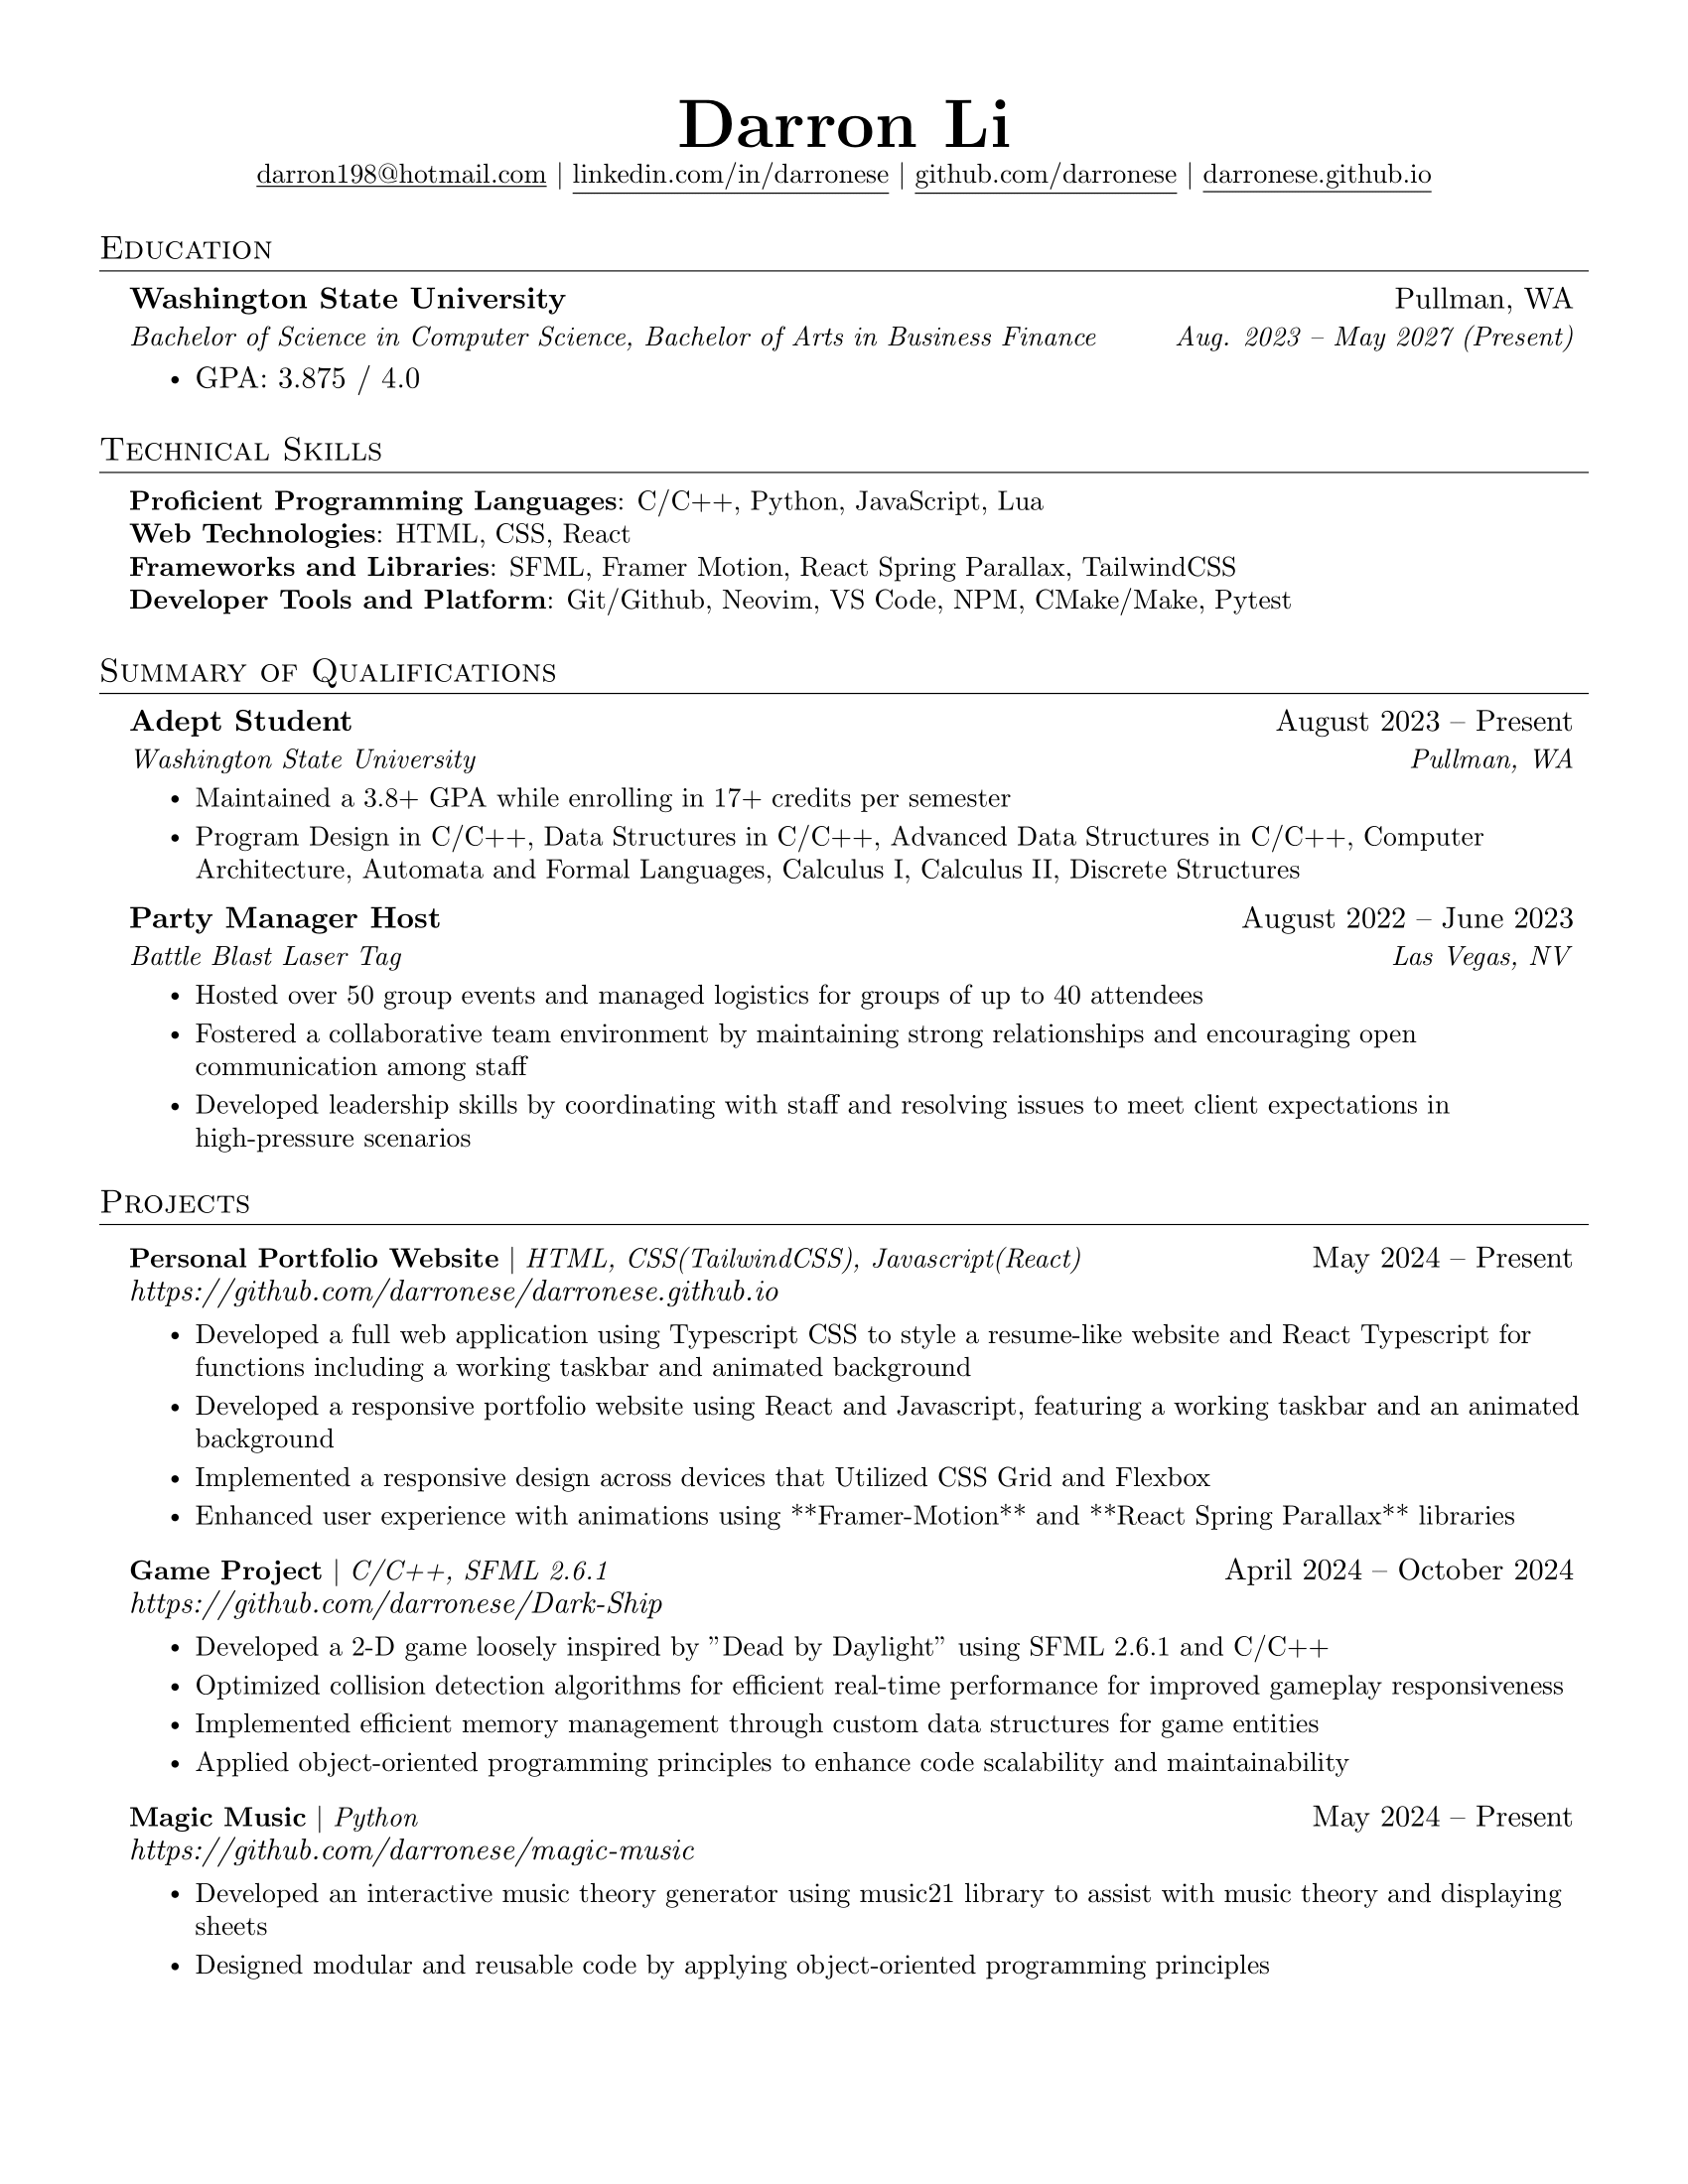 Darron Li
darron198@hotmail.com | linkedin.com/in/darronese | github.com/darronese | darronese.github.io
Education
Washington State University Pullman, WA
Bachelor of Science in Computer Science, Bachelor of Arts in Business Finance Aug. 2023 – May 2027 (Present)
• GPA: 3.875 / 4.0
Technical Skills
Proficient Programming Languages: C/C++, Python, JavaScript, Lua
Web Technologies: HTML, CSS, React
Frameworks and Libraries: SFML, Framer Motion, React Spring Parallax, TailwindCSS
Developer Tools and Platform: Git/Github, Neovim, VS Code, NPM, CMake/Make, Pytest
Summary of Qualifications
Adept Student August 2023 – Present
Washington State University Pullman, WA
• Maintained a 3.8+ GPA while enrolling in 17+ credits per semester
• Program Design in C/C++, Data Structures in C/C++, Advanced Data Structures in C/C++, Computer
Architecture, Automata and Formal Languages, Calculus I, Calculus II, Discrete Structures
Party Manager Host August 2022 – June 2023
Battle Blast Laser Tag Las Vegas, NV
• Hosted over 50 group events and managed logistics for groups of up to 40 attendees
• Fostered a collaborative team environment by maintaining strong relationships and encouraging open
communication among staff
• Developed leadership skills by coordinating with staff and resolving issues to meet client expectations in
high-pressure scenarios
Projects
Personal Portfolio Website | HTML, CSS(TailwindCSS), Javascript(React) May 2024 – Present
https://github.com/darronese/darronese.github.io
• Developed a full web application using Typescript CSS to style a resume-like website and React Typescript for
functions including a working taskbar and animated background
• Developed a responsive portfolio website using React and Javascript, featuring a working taskbar and an animated
background
• Implemented a responsive design across devices that Utilized CSS Grid and Flexbox
• Enhanced user experience with animations using **Framer-Motion** and **React Spring Parallax** libraries
Game Project | C/C++, SFML 2.6.1 April 2024 – October 2024
https://github.com/darronese/Dark-Ship
• Developed a 2-D game loosely inspired by ”Dead by Daylight” using SFML 2.6.1 and C/C++
• Optimized collision detection algorithms for efficient real-time performance for improved gameplay responsiveness
• Implemented efficient memory management through custom data structures for game entities
• Applied object-oriented programming principles to enhance code scalability and maintainability
Magic Music | Python May 2024 – Present
https://github.com/darronese/magic-music
• Developed an interactive music theory generator using music21 library to assist with music theory and displaying
sheets
• Designed modular and reusable code by applying object-oriented programming principles